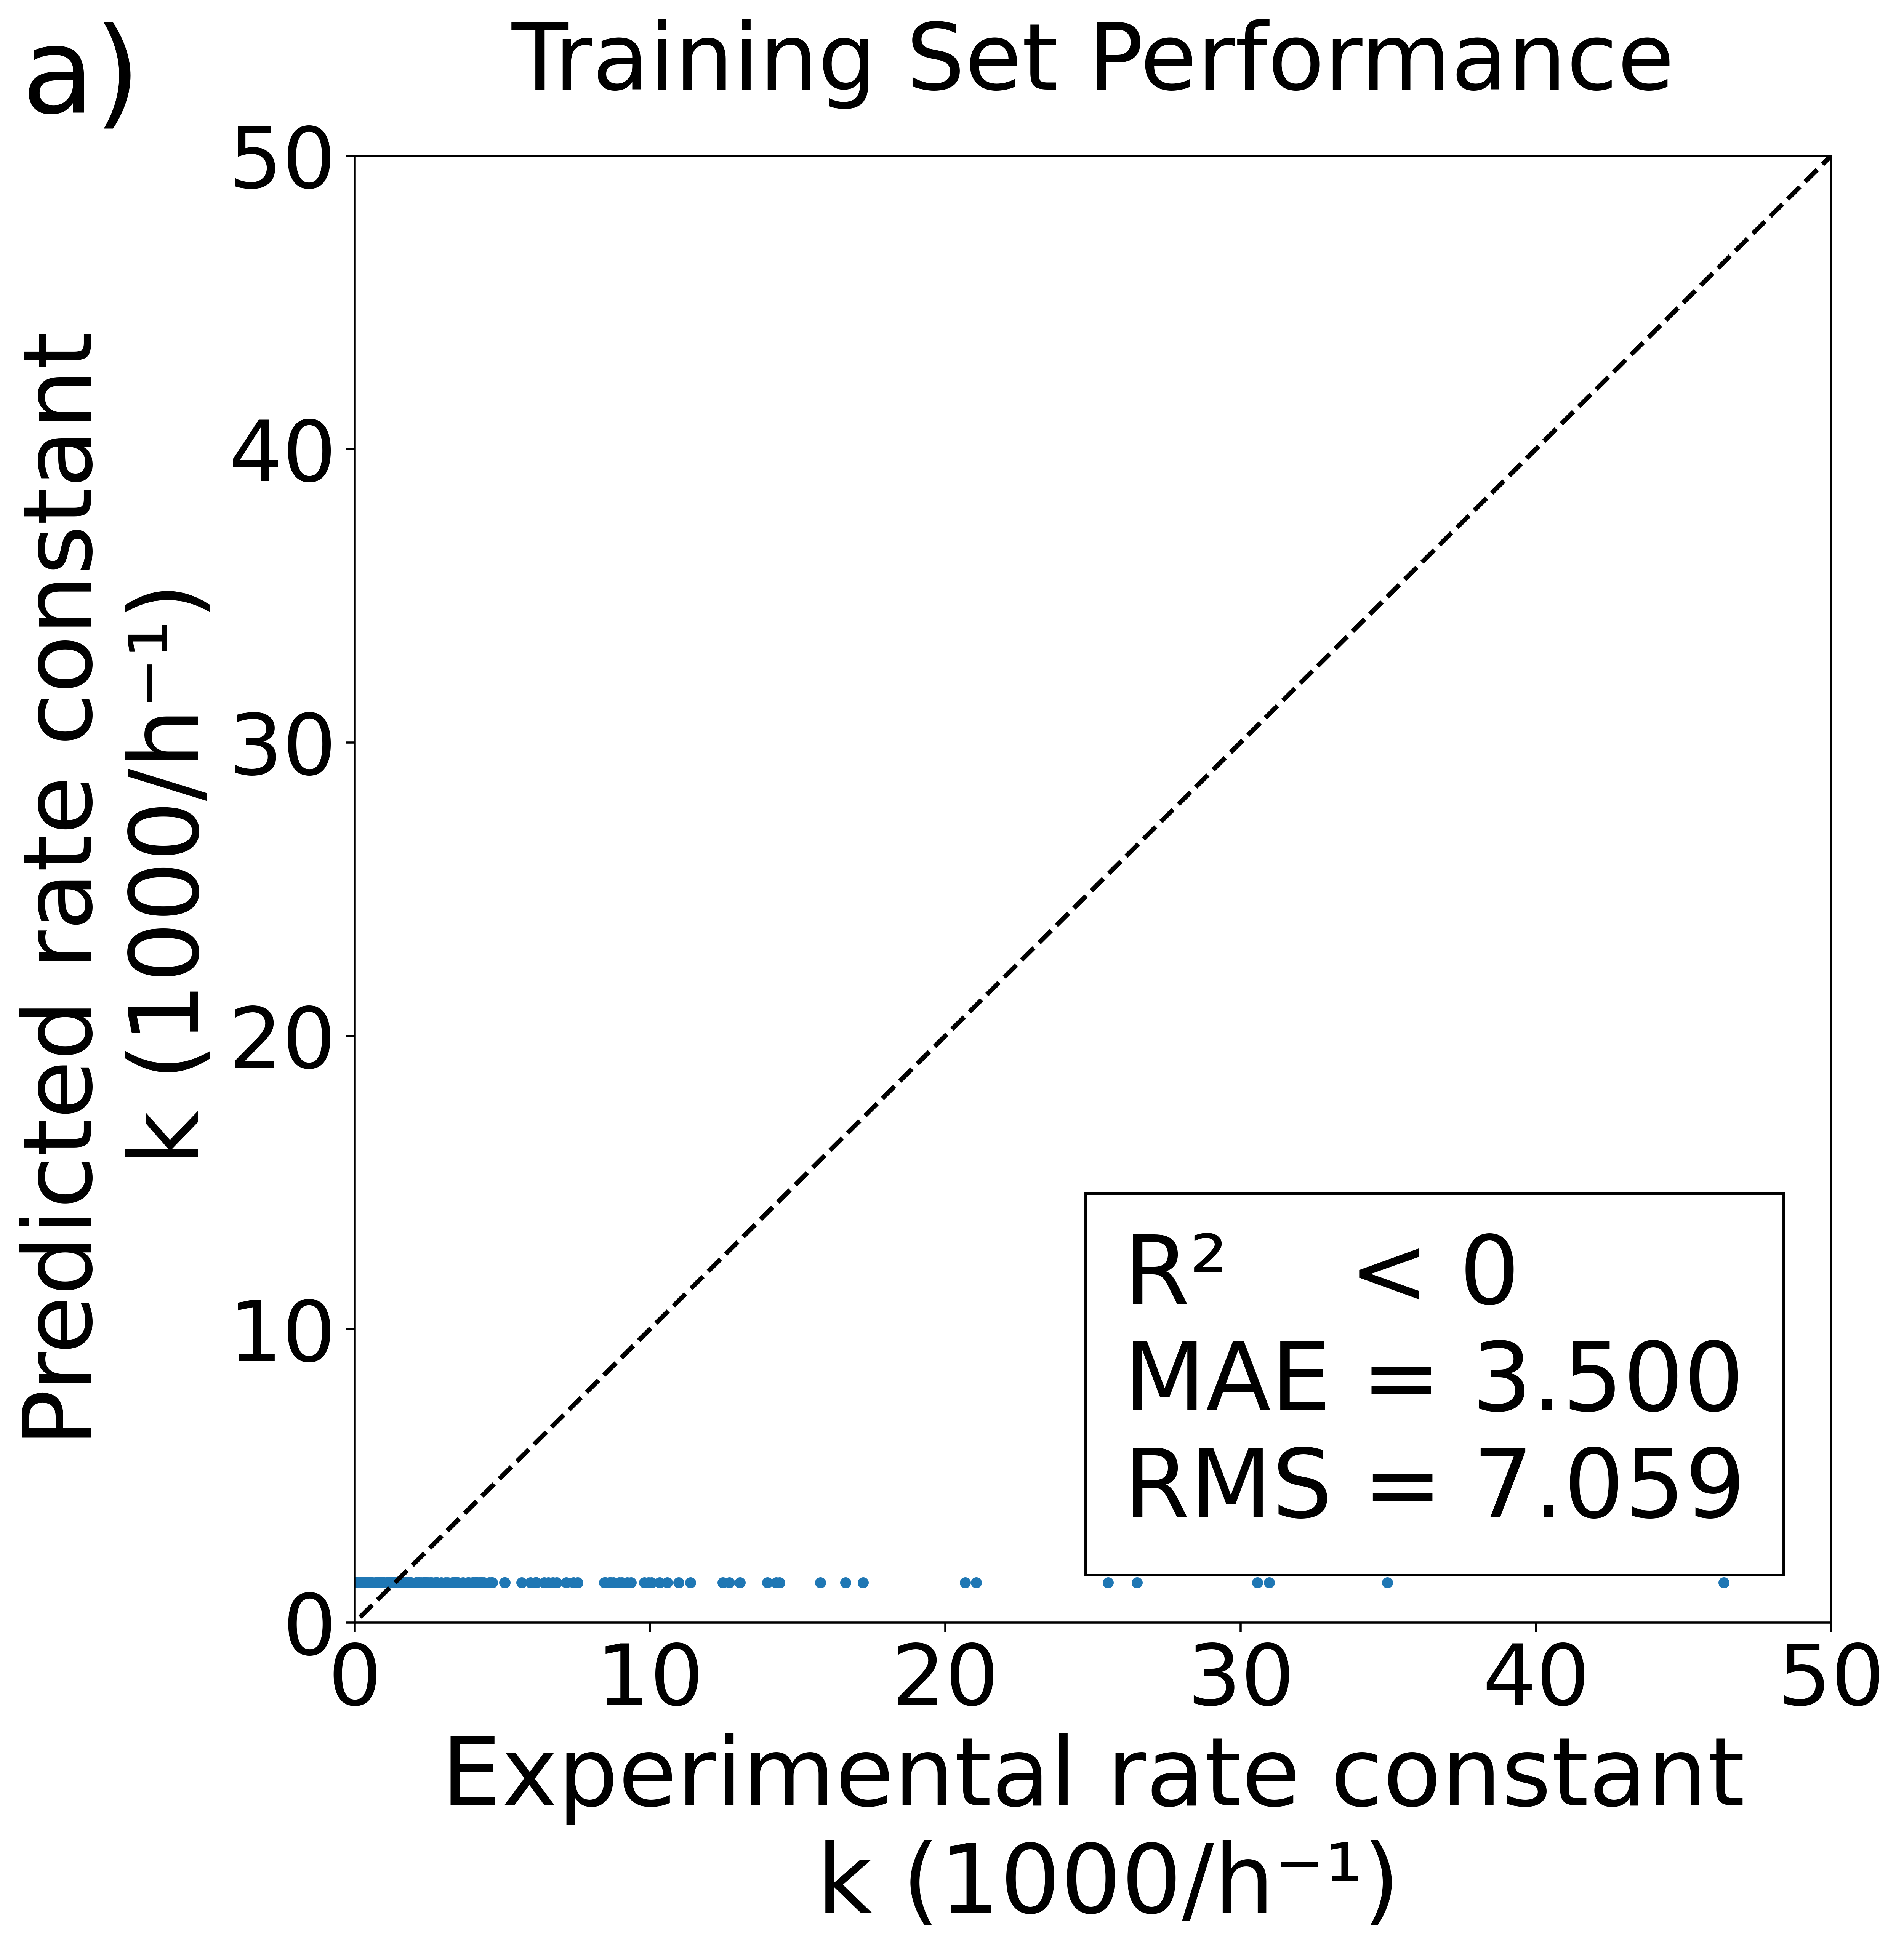 a)
Training Set Performance
Predicted rate constant
k (1000/h⁻¹)
50
40
30
20
10
0
R² < 0
MAE = 3.500
RMS = 7.059
0 10 20 30 40 50
Experimental rate constant
k (1000/h⁻¹)